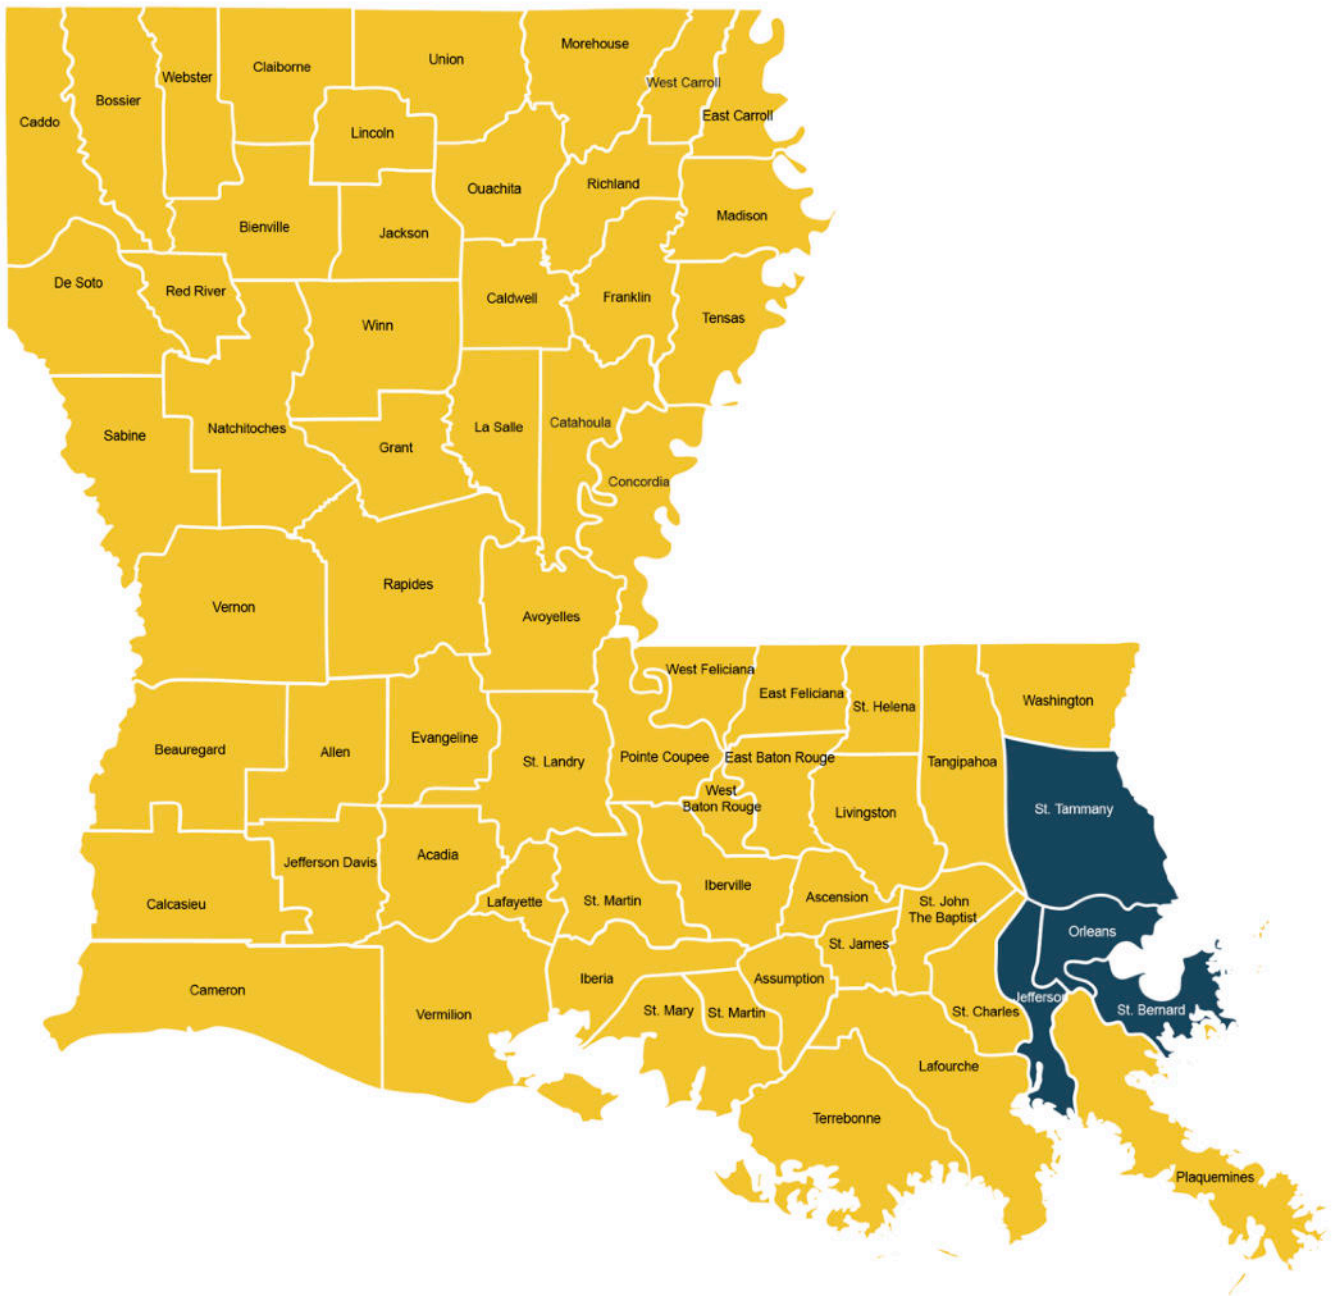 Morehouse
Union
Claiborne
Webster
West Carroll
Bossier
East Carroll
Caddo
Lincoln
Richland
Ouachita
Madison
Bienville
Jackson
De Soto
Red River
Franklin
Caldwell
Tensas
Winn
Catahoula
La Salle
Natchitoches
Sabine
Grant
Concordia
Rapides
Vernon
Avoyelles
West Feliciana
East Feliciana
Washington
St. Helena
Evangeline
Beauregard
Allen
Pointe Coupee
East Baton Rouge
St. Landry
Tangipahoa
West
Baton Rouge
St. Tammany
Livingston
Acadia
Jefferson Davis
Iberville
Ascension
St. Martin
Lafayette
St. John
The Baptist
Calcasieu
Orleans
St. James
Iberia
Assumption
Cameron
Jefferson
St. Mary
St. Martin
St. Charles
St. Bernard
Vermilion
Lafourche
Terrebonne
Plaquemines